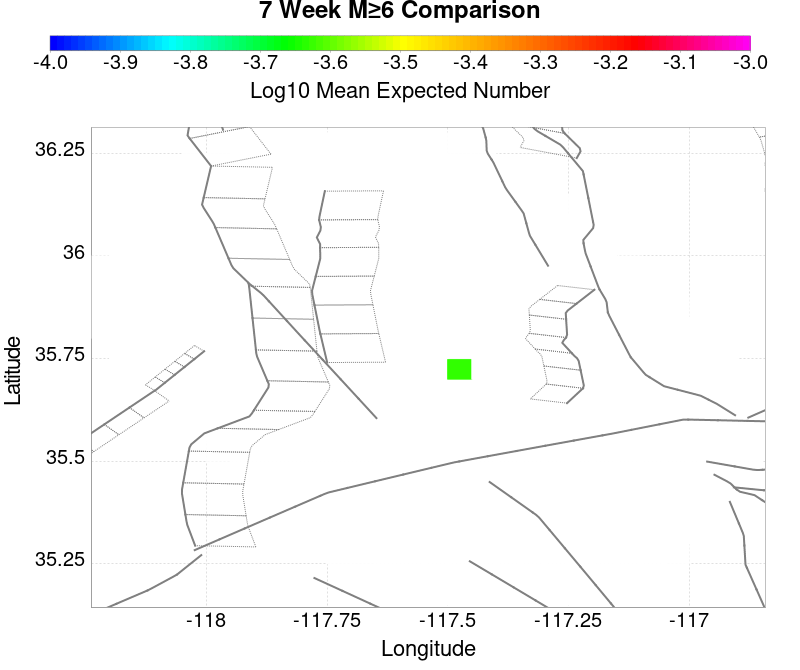 7 Week M≥6 Comparison
-4.0 -3.9 -3.8 -3.7 -3.6 -3.5 -3.4 -3.3 -3.2 -3.1 -3.0
Log10 Mean Expected Number
36.25
36
35.75
35.5
35.25
Latitude
-118 -117.75 -117.5 -117.25 -117
Longitude